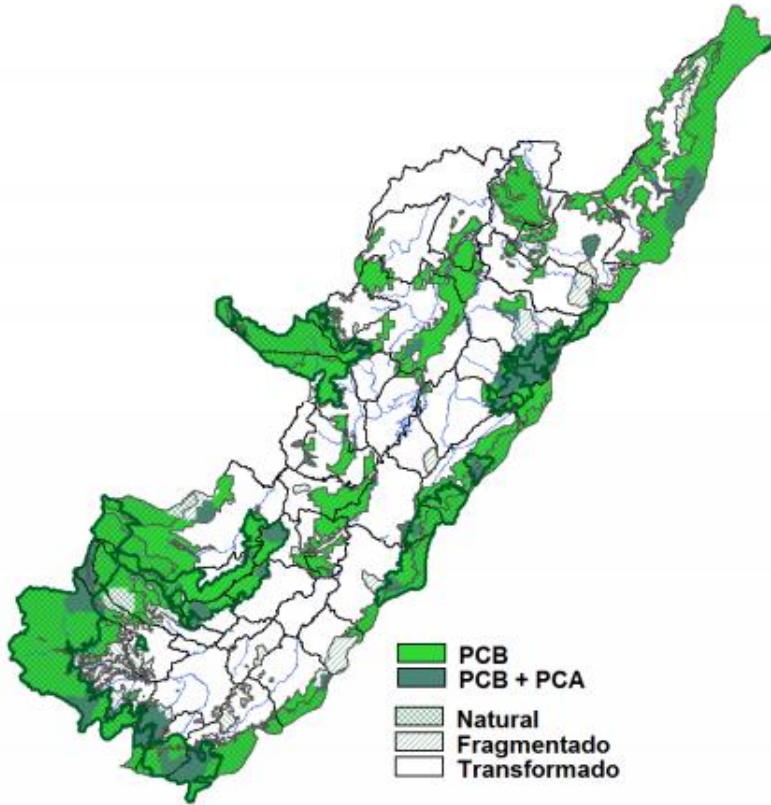 PCB
PCB + PCA
Natural
Fragmentado
Transformado